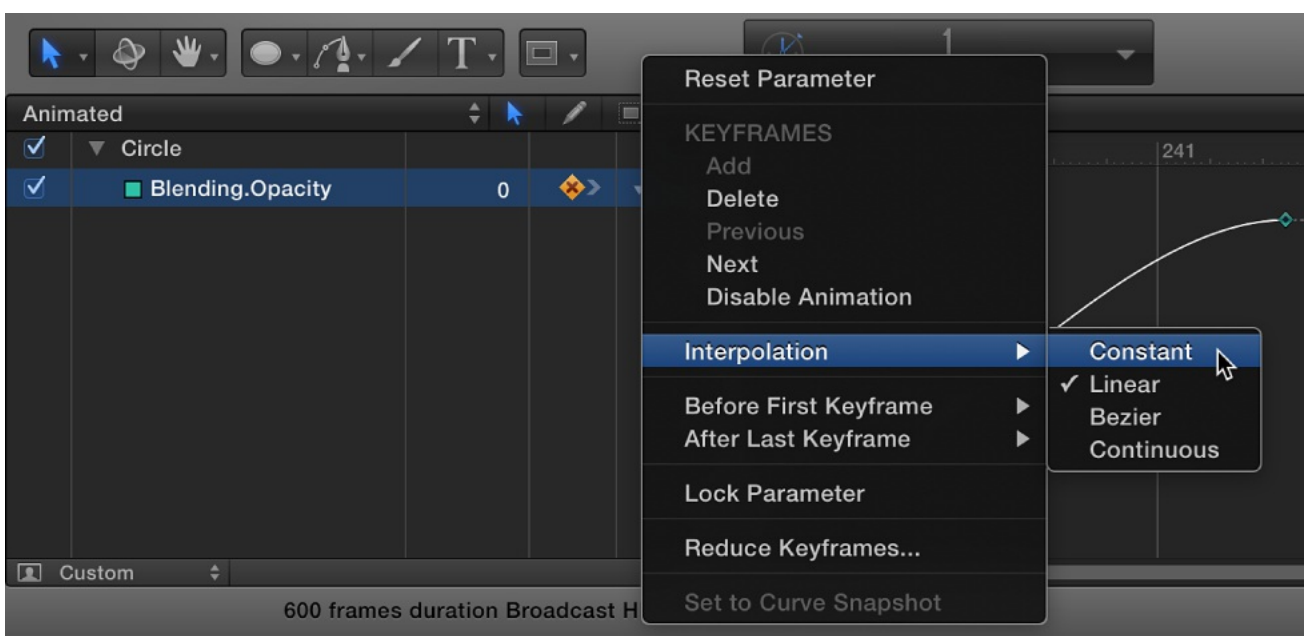 T
1
Reset Parameter
Animated
KEYFRAMES
Circle
241
Add
Blending.Opacity
0
Delete
Previous
Next
Disable Animation
Interpolation
Constant
✓ Linear
Before First Keyframe
Bezier
After Last Keyframe
Continuous
Lock Parameter
Reduce Keyframes...
Custom
Set to Curve Snapshot
600 frames duration Broadcast H